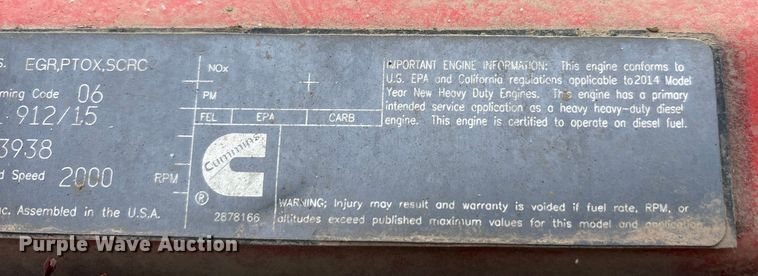 S. EGR,PTOX,SCRC
ming Code 06
912/15
3938
d Speed 2000 RPM
nc. Assembled in the U.S.A.
NOx
PM
FEL EPA CARB
Cummins
®
2878166
IMPORTANT ENGINE INFORMATION: This engine conforms to
U.S. EPA and California regulations applicable to 2014 Model
Year New Heavy Duty Engines. This engine has a primary
intended service application as a heavy heavy-duty diesel
engine. This engine is certified to operate on diesel fuel.
WARNING; Injury may result and warranty is voided if fuel rate, RPM, or
altitudes exceed published maximum values for this model and application
Purple Wave Auction